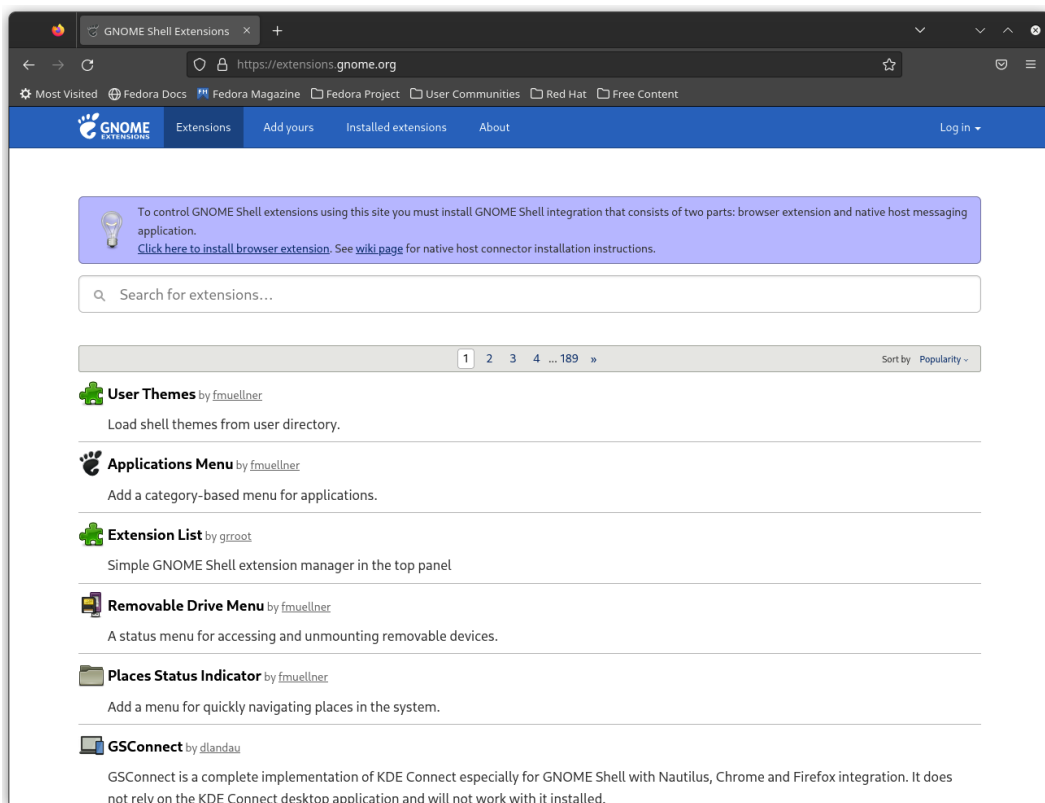 GNOME Shell Extensions
https://extensions.gnome.org
Most Visited Fedora Docs Fedora Magazine Fedora Project User Communities Red Hat Free Content
GNOME EXTENSIONS Extensions Add yours Installed extensions About Log in
To control GNOME Shell extensions using this site you must install GNOME Shell integration that consists of two parts: browser extension and native host messaging
application.
Click here to install browser extension. See wiki page for native host connector installation instructions.
Search for extensions...
1 2 3 4 ... 189 » Sort by Popularity
User Themes by fmuellner
Load shell themes from user directory.
Applications Menu by fmuellner
Add a category-based menu for applications.
Extension List by grroot
Simple GNOME Shell extension manager in the top panel
Removable Drive Menu by fmuellner
A status menu for accessing and unmounting removable devices.
Places Status Indicator by fmuellner
Add a menu for quickly navigating places in the system.
GSConnect by dlandau
GSConnect is a complete implementation of KDE Connect especially for GNOME Shell with Nautilus, Chrome and Firefox integration. It does
not rely on the KDE Connect desktop application and will not work with it installed.